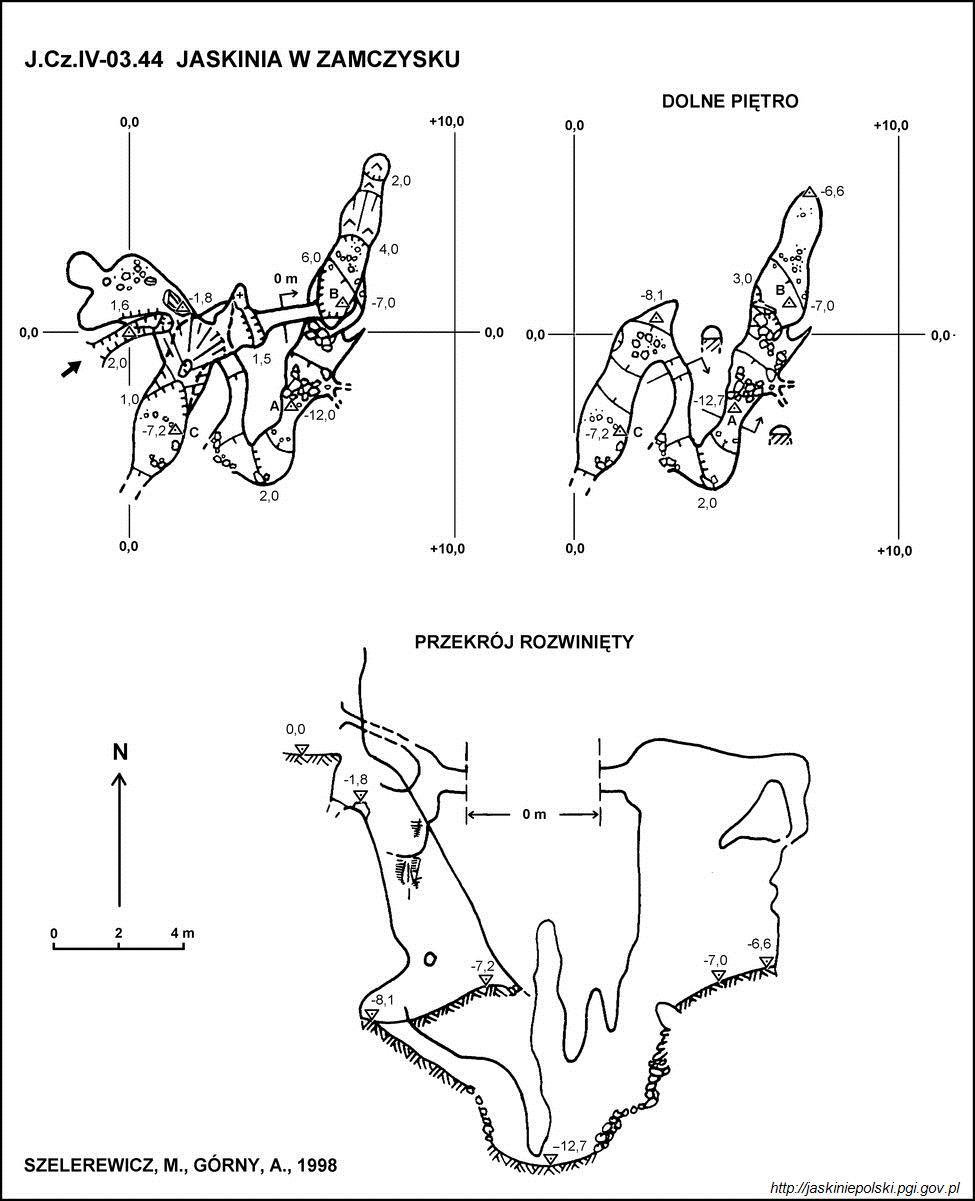 J.Cz.IV-03.44 JASKINIA W ZAMCZYSKU
DOLNE PIĘTRO
0,0 +10,0 0,0 +10,0
2,0
-6,6
4,0
6,0
0 m
3,0
B
B
-1,8
-8,1
1,6
-7,0
-7,0
+
0,0 0,0 0,0 0,0
2,0
1,5
1,0
A -12,0
-12,7
A
-7,2 C
-7,2 C
2,0
2,0
0,0 +10,0 0,0 +10,0
PRZEKRÓJ ROZWINIĘTY
0,0
N
-1,8
0 m
0 2 4 m
-6,6
-7,2
-7,0
-8,1
-12,7
SZELEREWICZ, M., GÓRNY, A., 1998
http://jaskiniepolski.pgi.gov.pl